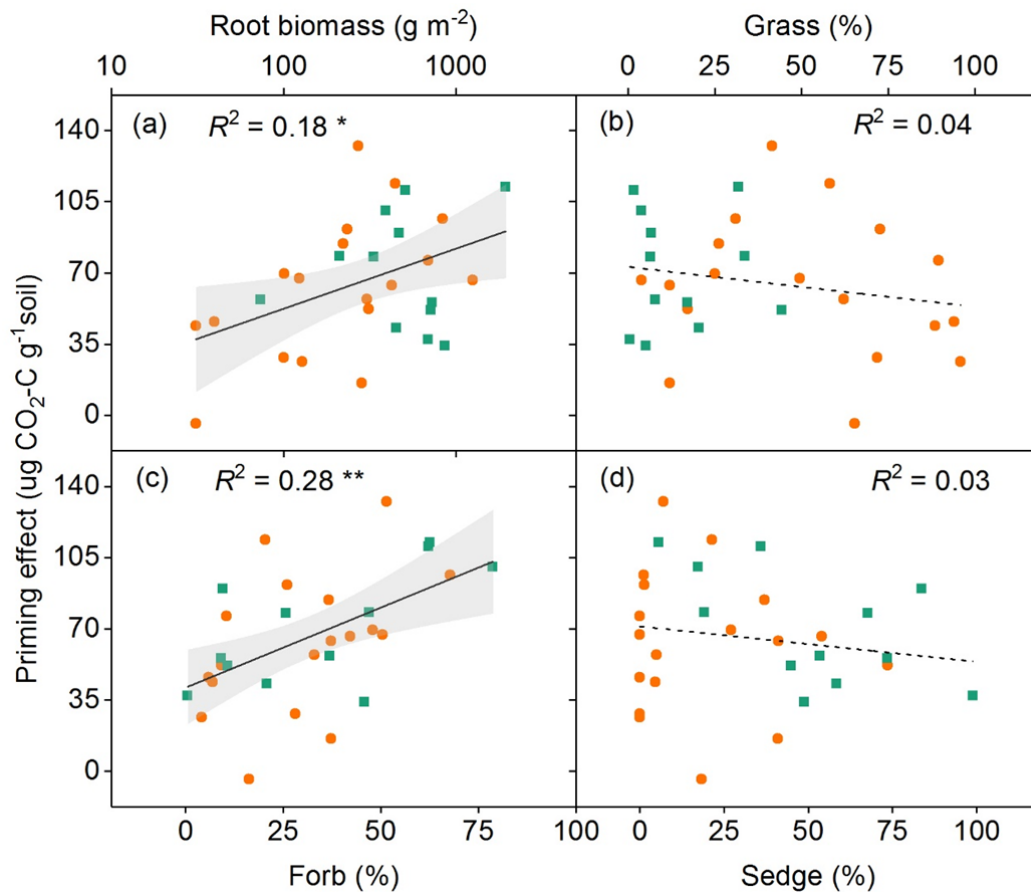 Root biomass (g m⁻²) Grass (%)
10 100 1000 0 25 50 75 100
(a) R² = 0.18 * (b) R² = 0.04
140
105
70
35
0
Priming effect (ug CO₂-C g⁻¹soil)
(c) R² = 0.28 ** (d) R² = 0.03
140
105
70
35
0
0 25 50 75 100 0 25 50 75 100
Forb (%) Sedge (%)